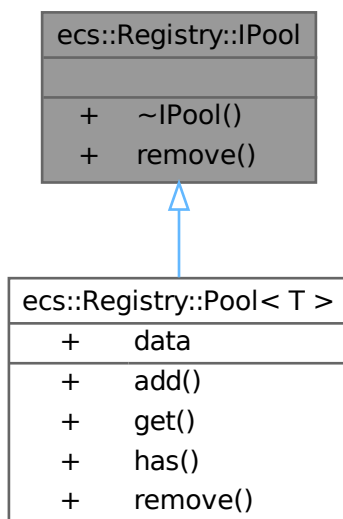 ecs::Registry::IPool
+ ~IPool()
+ remove()
ecs::Registry::Pool< T >
+ data
+ add()
+ get()
+ has()
+ remove()